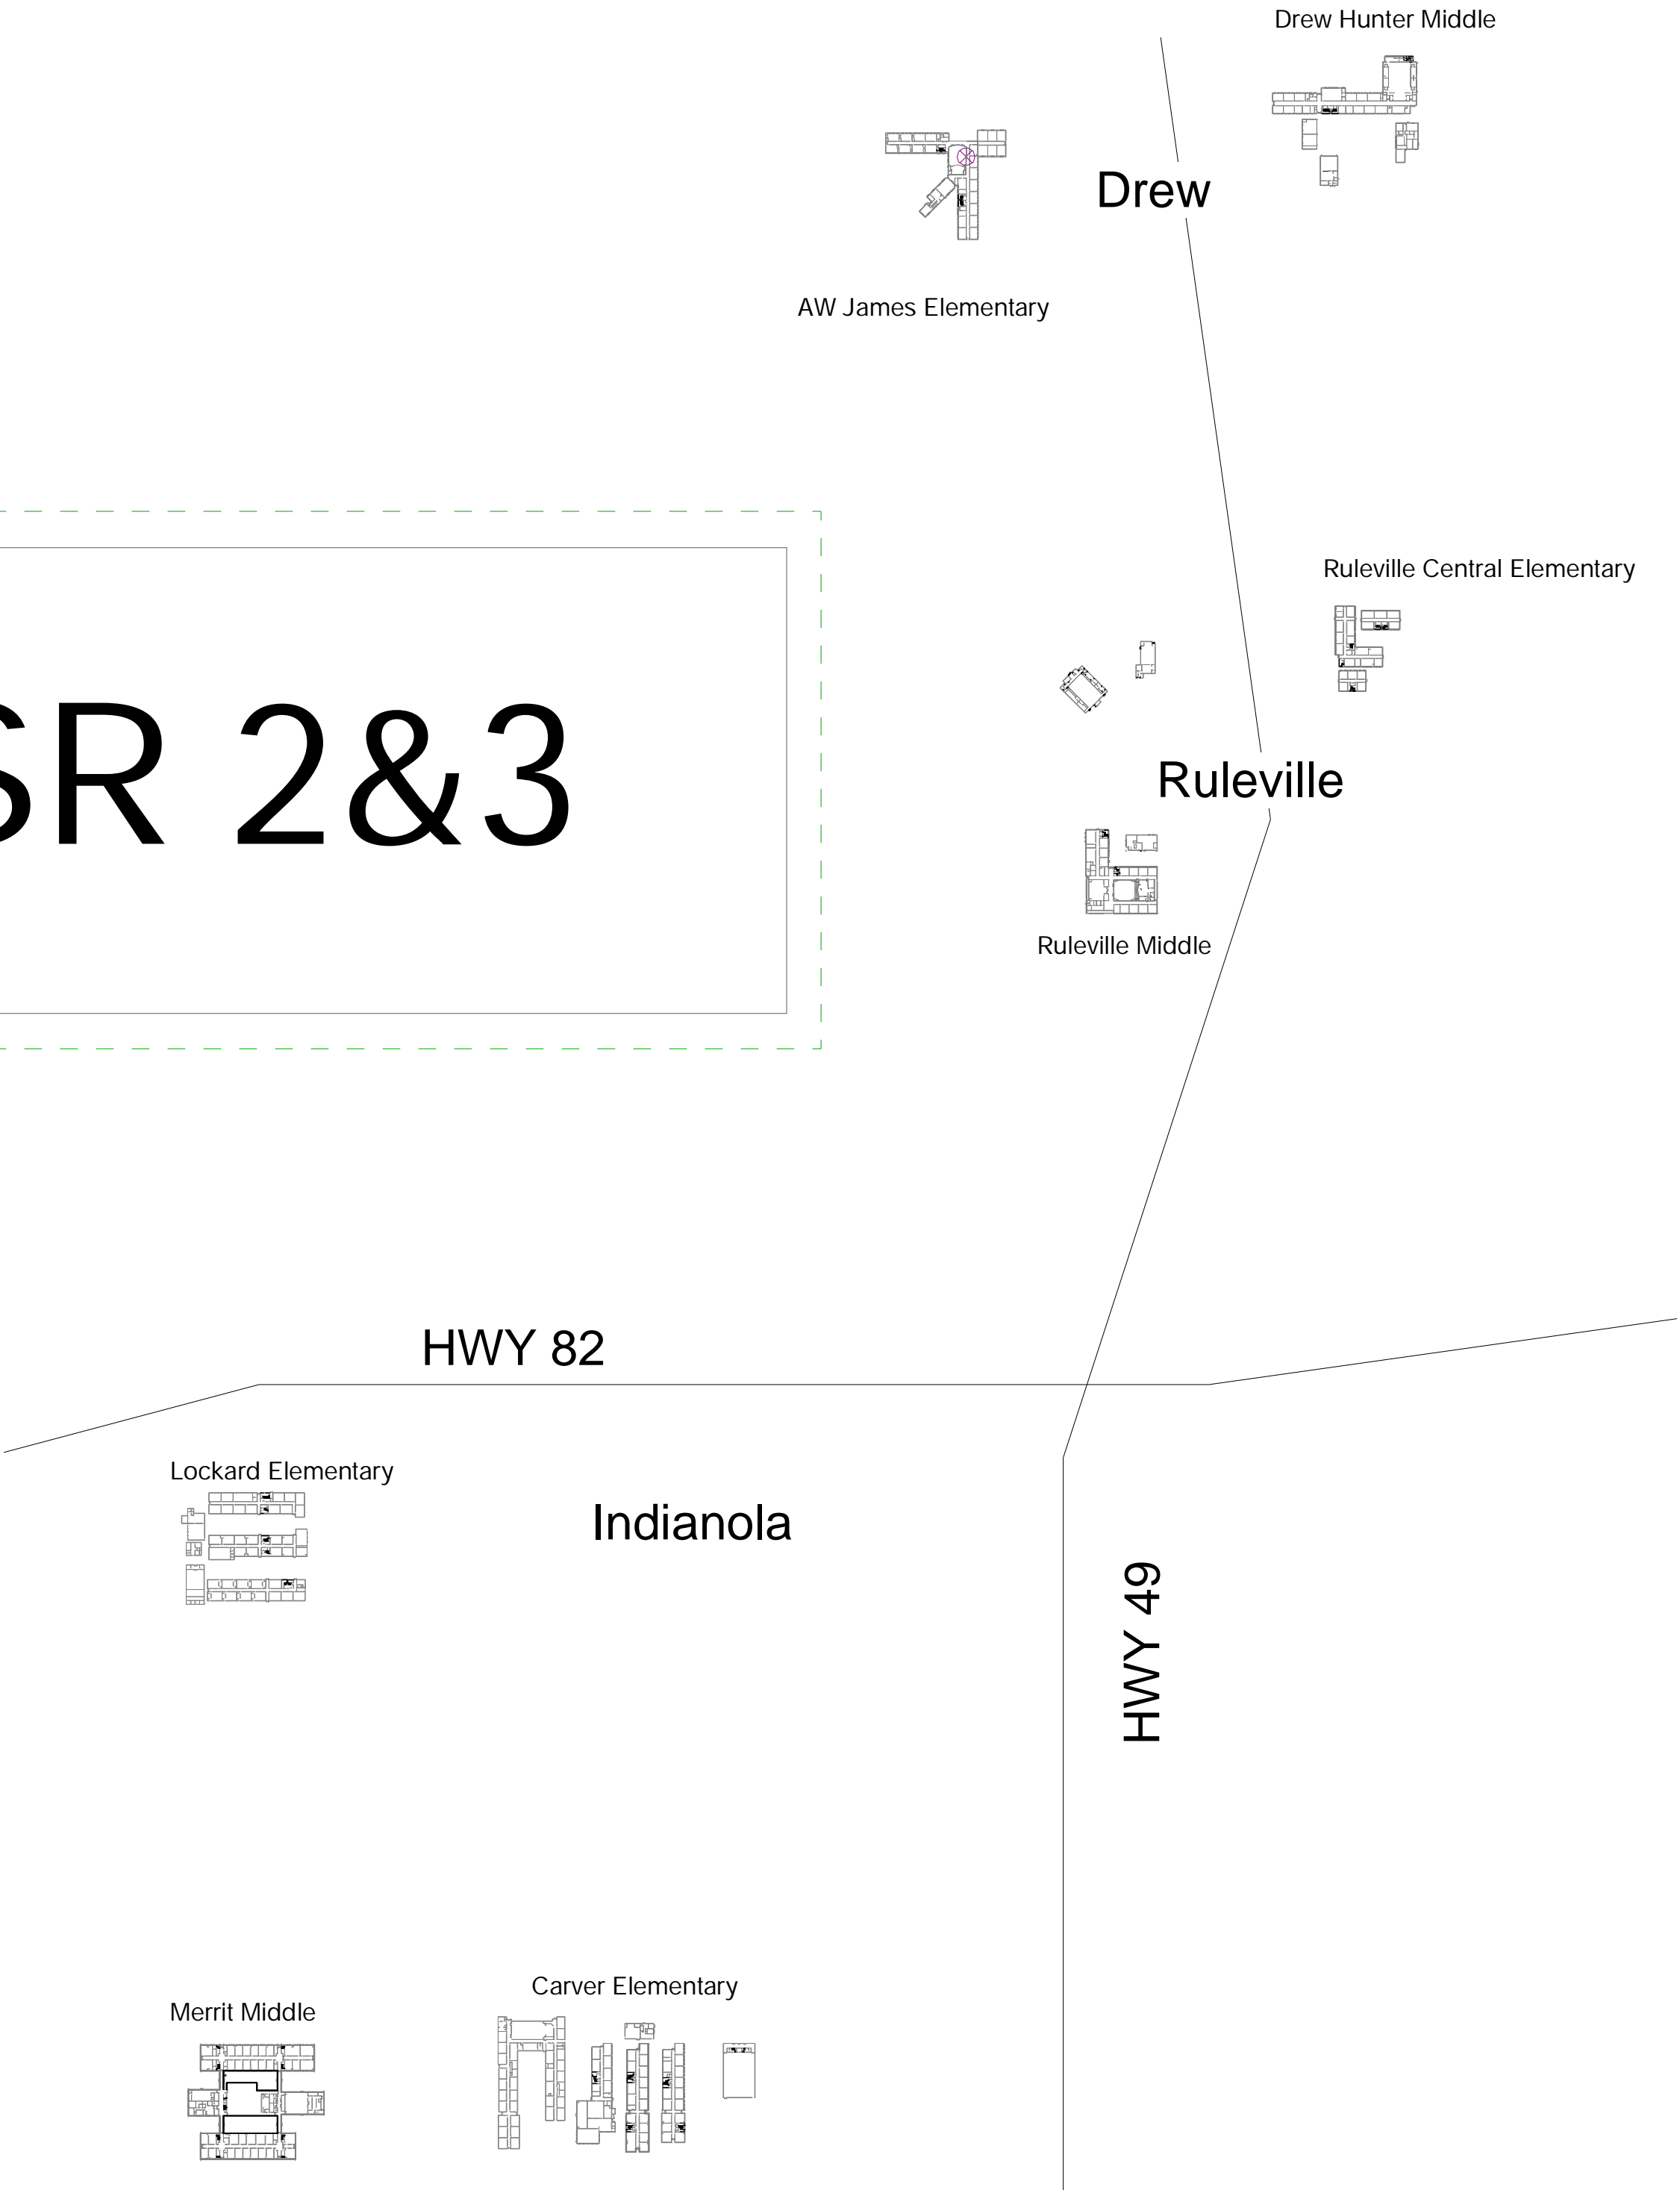 Drew Hunter Middle
Drew
AW James Elementary
Ruleville Central Elementary
SR 2&3
Ruleville
Ruleville Middle
HWY 82
Lockard Elementary
Indianola
HWY 49
Carver Elementary
Merrit Middle